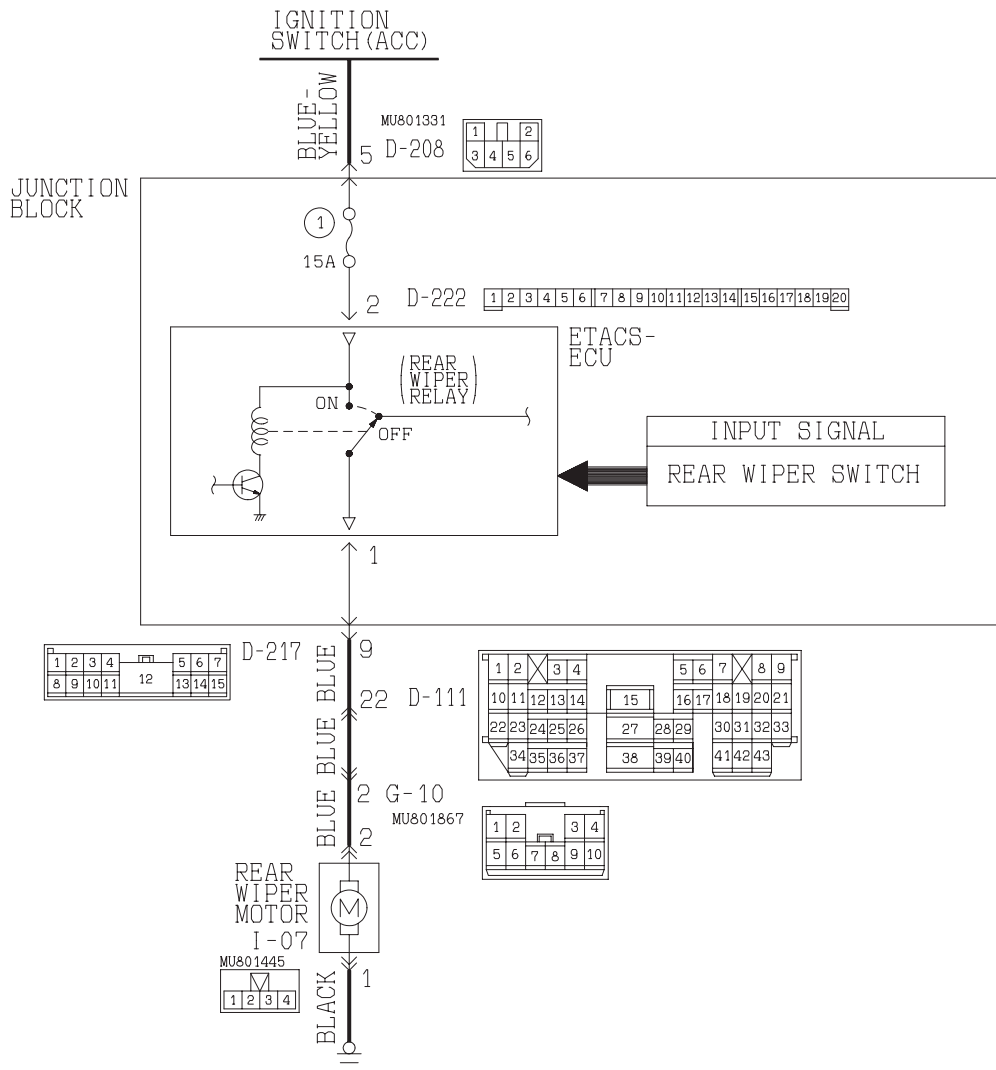 IGNITION
SWITCH(ACC)
BLUE-
YELLOW
MU801331
5 D-208
1 2
3 4 5 6
JUNCTION
BLOCK
1
15A
2 D-222
1 2 3 4 5 6 7 8 9 10 11 12 13 14 15 16 17 18 19 20
ETACS-
ECU
(REAR
WIPER
RELAY)
ON
OFF
INPUT SIGNAL
REAR WIPER SWITCH
1
D-217
9
1 2 3 4 5 6 7
8 9 10 11 12 13 14 15
BLUE
22 D-111
1 2 3 4 5 6 7 8 9
10 11 12 13 14 15 16 17 18 19 20 21
22 23 24 25 26 27 28 29 30 31 32 33
34 35 36 37 38 39 40 41 42 43
BLUE
2 G-10
MU801867
1 2 3 4
5 6 7 8 9 10
BLUE
2
REAR
WIPER
MOTOR
I-07
M
MU801445
1 2 3 4
1
BLACK